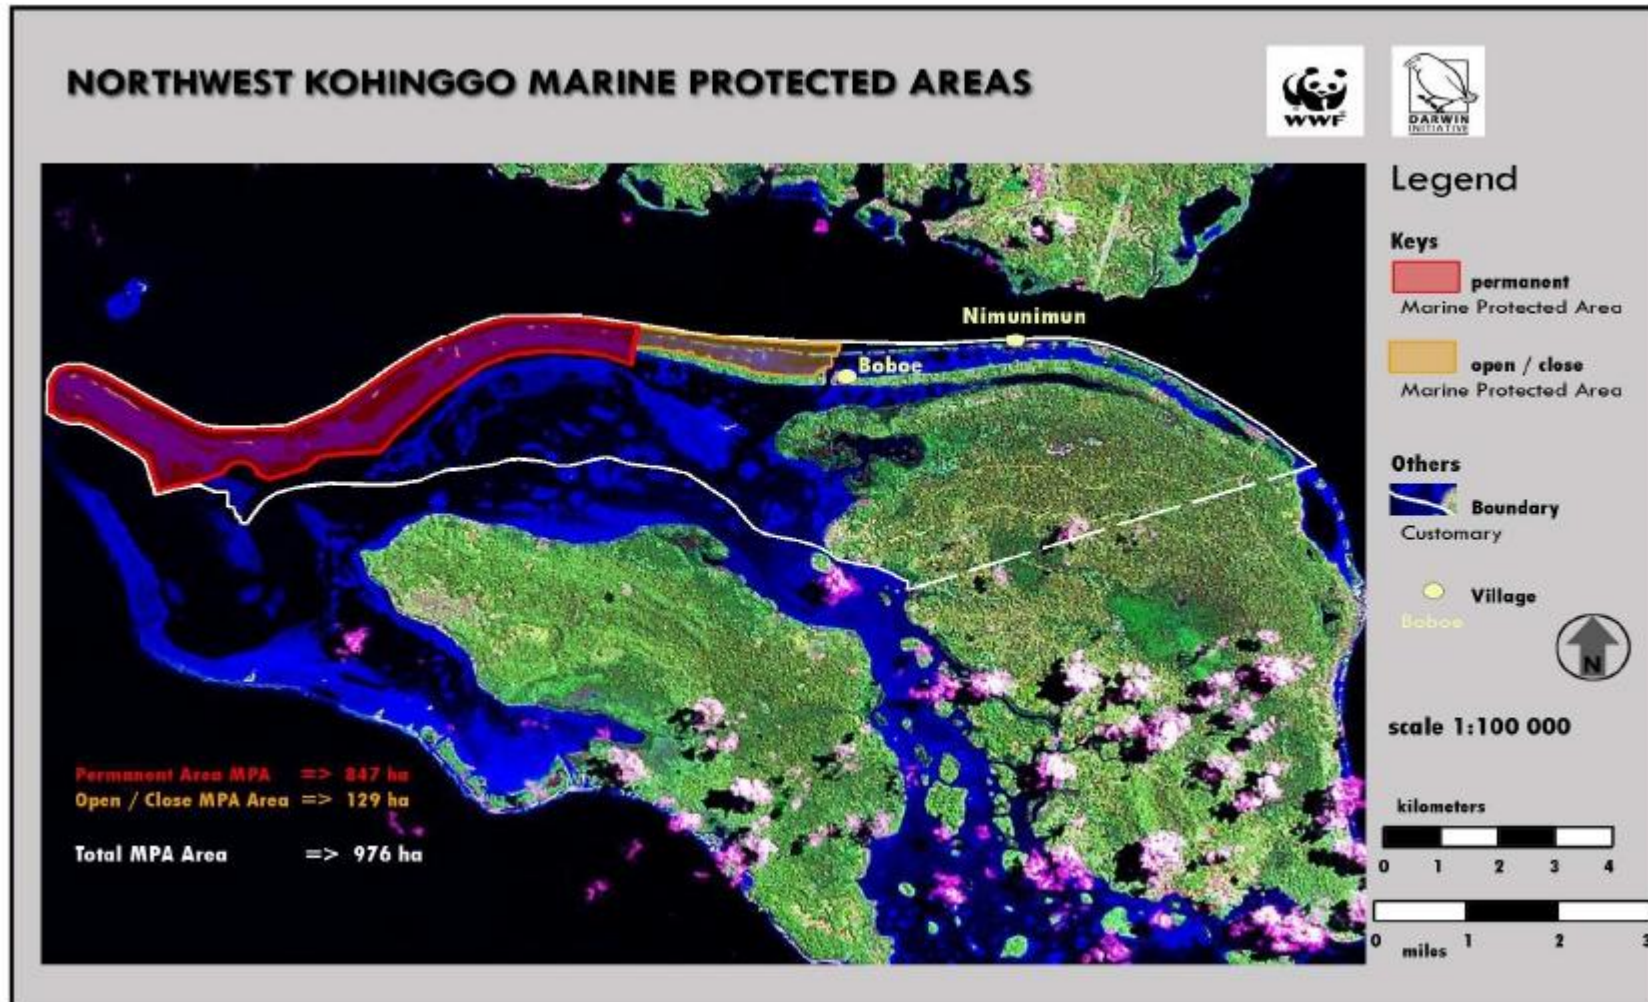 NORTHWEST KOHINGGO MARINE PROTECTED AREAS
WWF
DARWIN
INITIATIVE
Legend
Keys
permanent
Marine Protected Area
open / close
Marine Protected Area
Others
Boundary
Customary
Village
Boboe
N
scale 1:100 000
kilometers
0 1 2 3 4
0 1 2 3
miles
Nimunimun
Boboe
Permanent Area MPA => 847 ha
Open / Close MPA Area => 129 ha
Total MPA Area => 976 ha